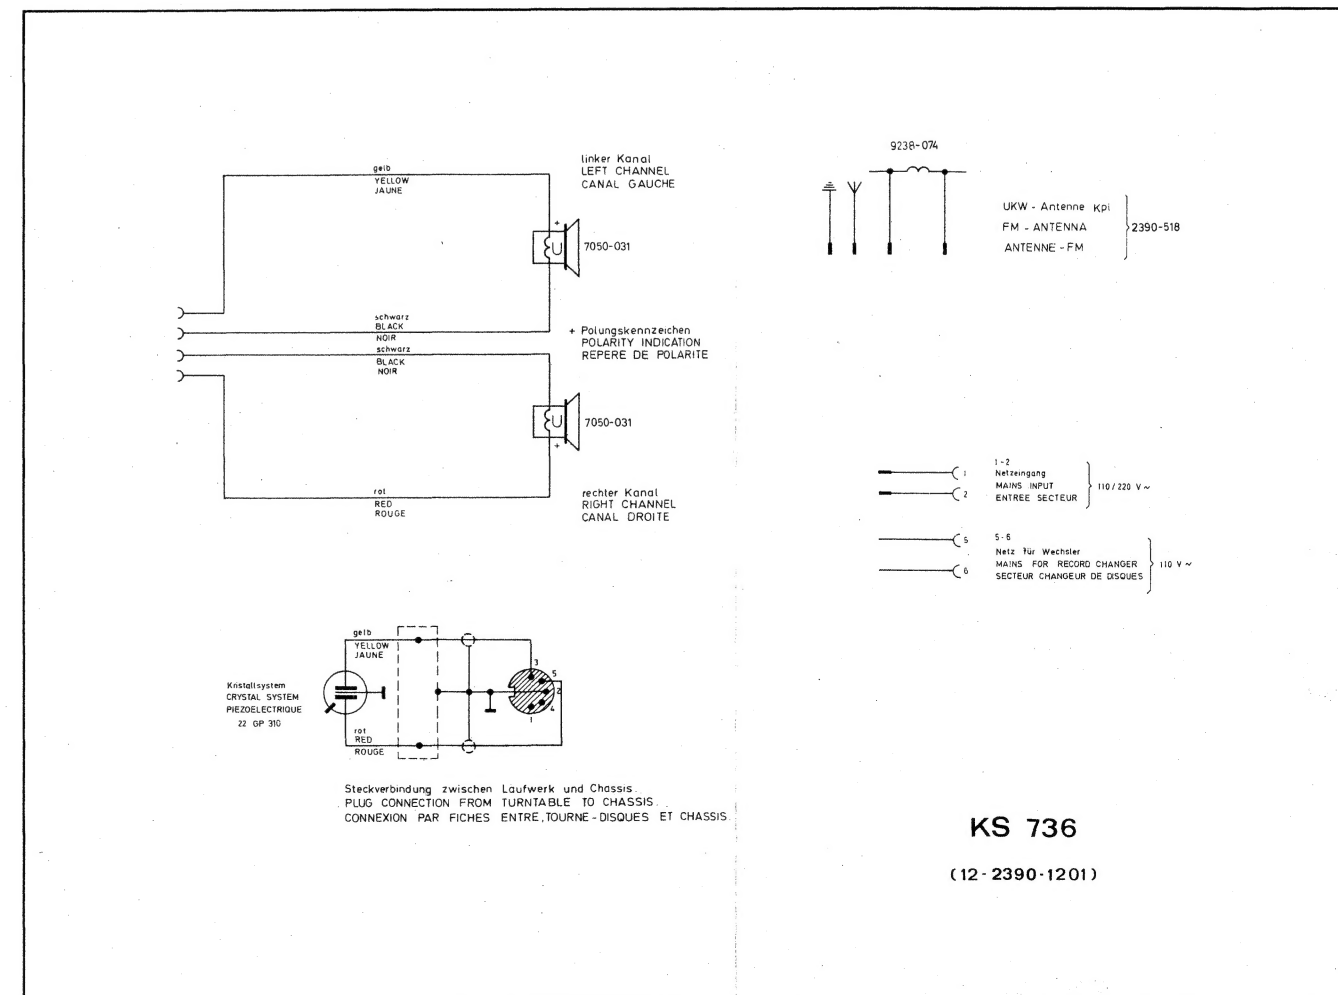 gelb
YELLOW
JAUNE
linker Kanal
LEFT CHANNEL
CANAL GAUCHE
+
U
7050-031
schwarz
BLACK
NOIR
schwarz
BLACK
NOIR
+ Polungskennzeichen
POLARITY INDICATION
REPERE DE POLARITE
U
7050-031
+
rot
RED
ROUGE
rechter Kanal
RIGHT CHANNEL
CANAL DROITE
9238-074
UKW - Antenne Kpl
FM - ANTENNA
ANTENNE - FM
2390-518
1
2
1-2
Netzeingang
MAINS INPUT
ENTREE SECTEUR
110/220 V ~
5
6
5-6
Netz für Wechsler
MAINS FOR RECORD CHANGER
SECTEUR CHANGEUR DE DISQUES
110 V ~
gelb
YELLOW
JAUNE
Kristallsystem
CRYSTAL SYSTEM
PIEZOELECTRIQUE
22 GP 310
rot
RED
ROUGE
3
5
2
4
1
Steckverbindung zwischen Laufwerk und Chassis.
PLUG CONNECTION FROM TURNTABLE TO CHASSIS.
CONNEXION PAR FICHES ENTRE, TOURNE-DISQUES ET CHASSIS.
KS 736
(12-2390-1201)